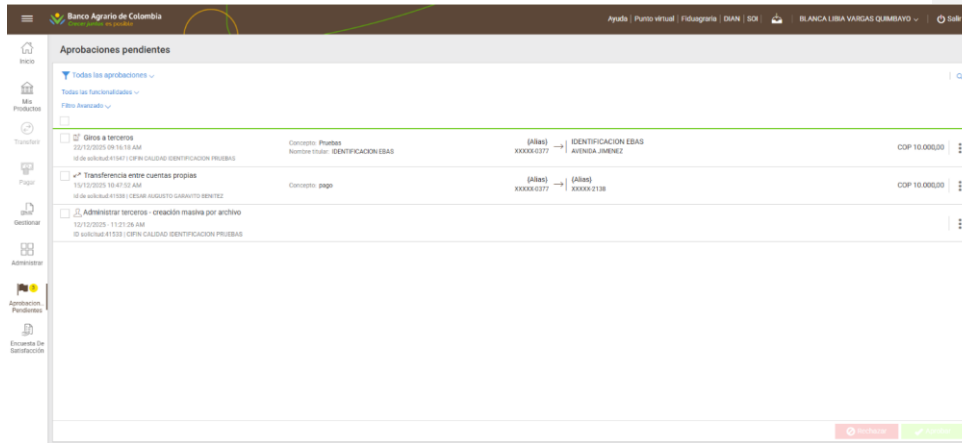 Banco Agrario de Colombia
Ayuda | Punto virtual | Fiduagraria | DIAN | SOI |
BLANCA LIBIA VARGAS QUIMBAYO
Salir
Inicio
Mis
Productos
Transferir
Pagar
Gestionar
Administrar
Aprobacion...
Pendientes
Encuesta De
Satisfacción
Aprobaciones pendientes
Todas las aprobaciones
Todas las funcionalidades
Filtro Avanzado
Giros a terceros
22/12/2025 09:16:18 AM
Id de solicitud:41547 | CIFIN CALIDAD IDENTIFICACION PRUEBAS
Concepto: Pruebas
Nombre titular: IDENTIFICACION EBAS
(Alias)
XXXXX-0377
IDENTIFICACION EBAS
AVENIDA JIMENEZ
COP 10.000,00
Transferencia entre cuentas propias
15/12/2025 10:47:52 AM
Id de solicitud:41538 | CESAR AUGUSTO GARAVITO BENITEZ
Concepto: pago
(Alias)
XXXXX-0377
(Alias)
XXXXX-2138
COP 10.000,00
Administrar terceros - creación masiva por archivo
12/12/2025 - 11:21:26 AM
ID solicitud:41533 | CIFIN CALIDAD IDENTIFICACION PRUEBAS
Rechazar